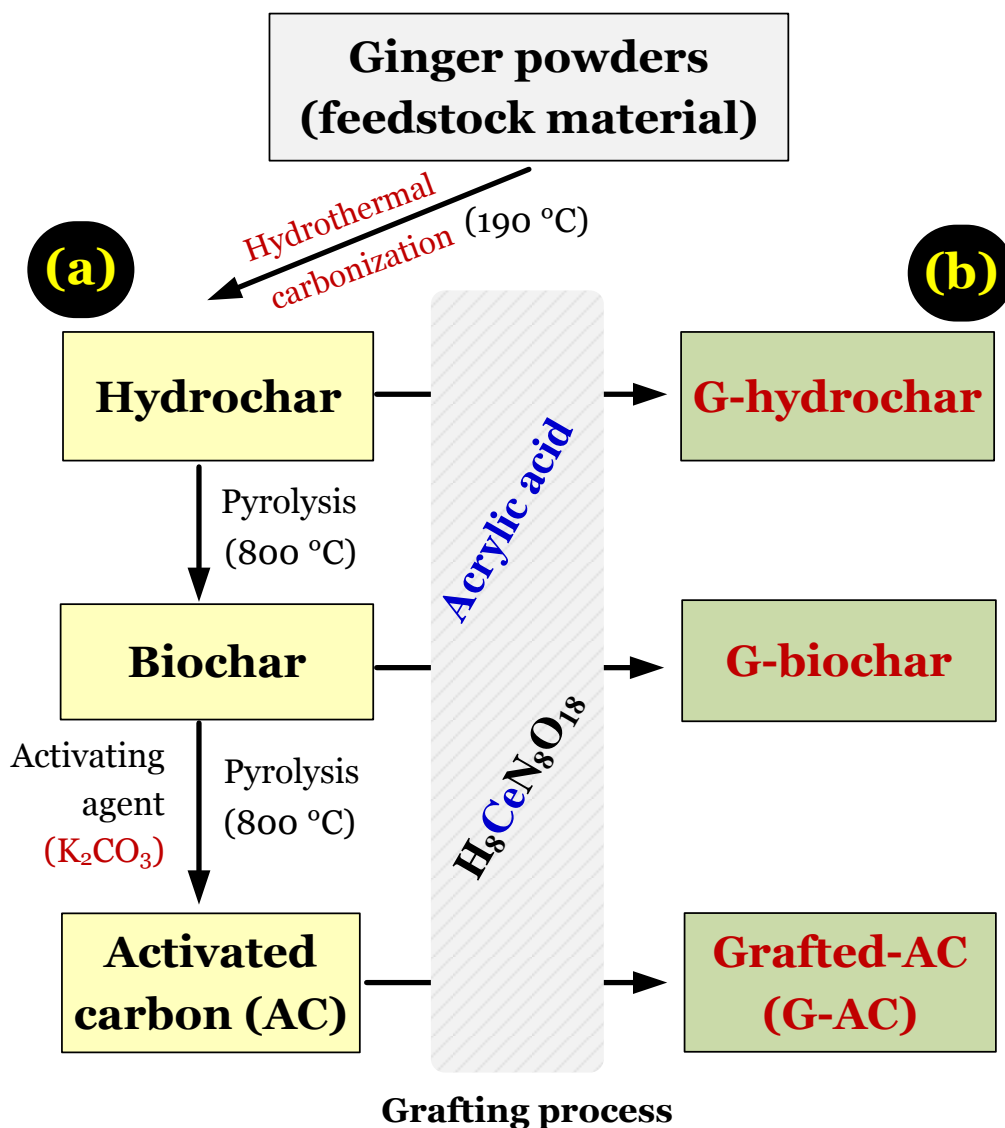 Ginger powders
(feedstock material)
Hydrothermal
carbonization
(190 °C)
(a)
(b)
Hydrochar
G-hydrochar
Pyrolysis
(800 °C)
Acrylic acid
Biochar
G-biochar
Activating
agent
(K₂CO₃)
Pyrolysis
(800 °C)
H₈CeN₈O₁₈
Activated
carbon (AC)
Grafted-AC
(G-AC)
Grafting process